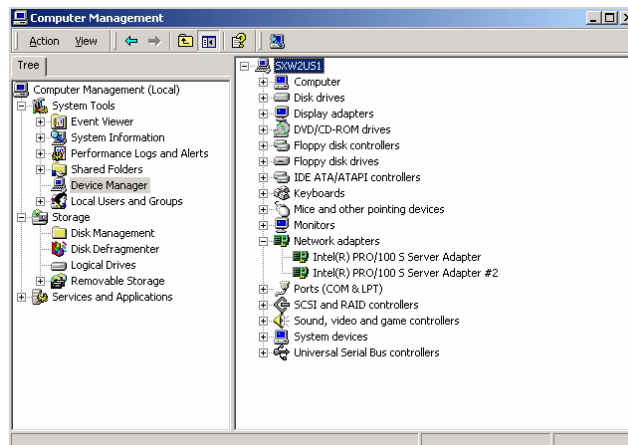 Computer Management
Action View
Tree
Computer Management (Local)
System Tools
Event Viewer
System Information
Performance Logs and Alerts
Shared Folders
Device Manager
Local Users and Groups
Storage
Disk Management
Disk Defragmenter
Logical Drives
Removable Storage
Services and Applications
SXW2US1
Computer
Disk drives
Display adapters
DVD/CD-ROM drives
Floppy disk controllers
Floppy disk drives
IDE ATA/ATAPI controllers
Keyboards
Mice and other pointing devices
Monitors
Network adapters
Intel(R) PRO/100 S Server Adapter
Intel(R) PRO/100 S Server Adapter #2
Ports (COM & LPT)
SCSI and RAID controllers
Sound, video and game controllers
System devices
Universal Serial Bus controllers